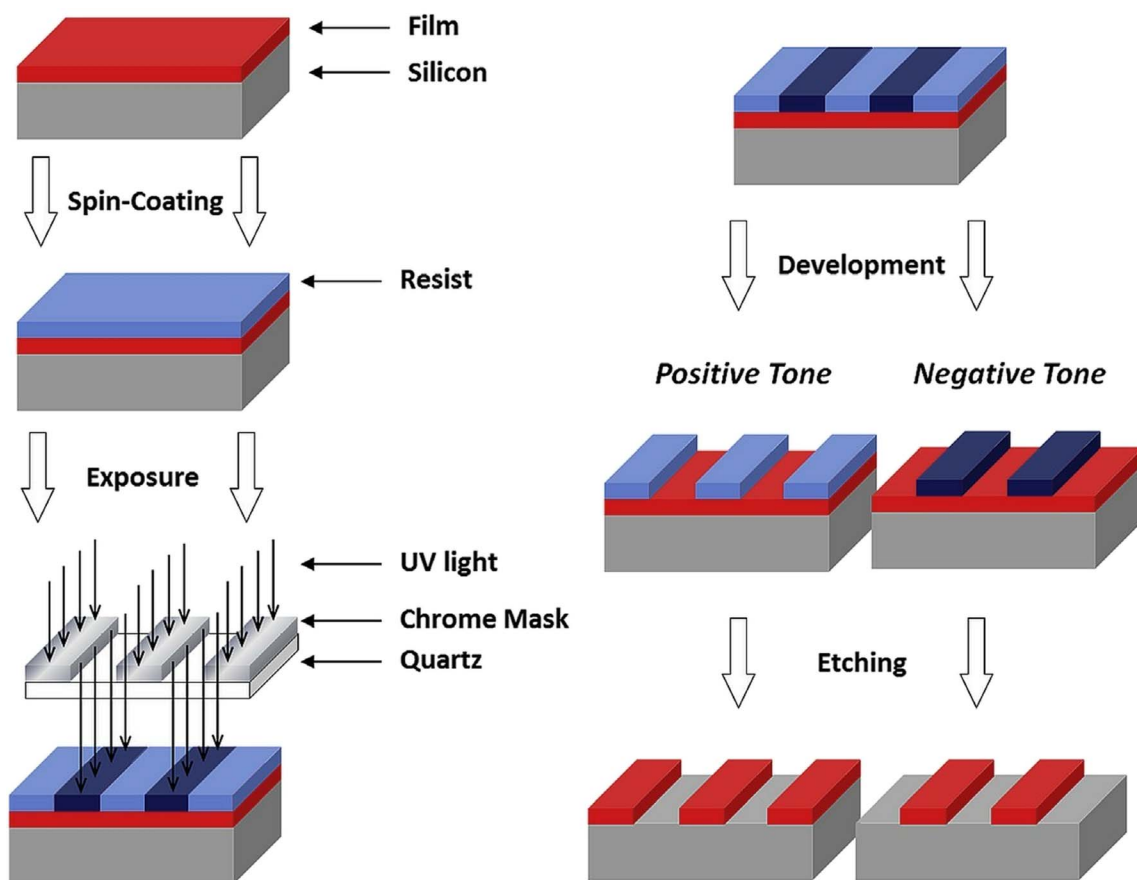 Film
Silicon
Spin-Coating
Resist
Exposure
UV light
Chrome Mask
Quartz
Development
Positive Tone
Negative Tone
Etching